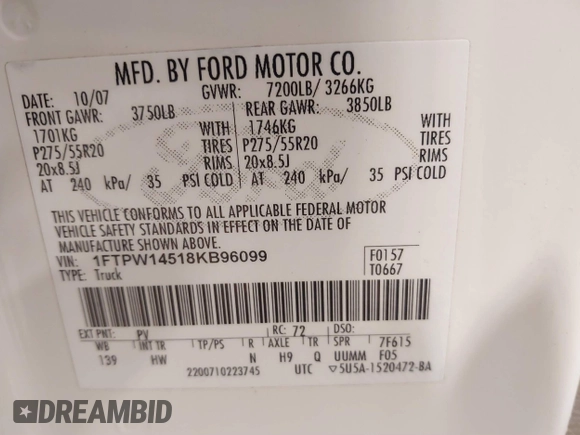 MFD. BY FORD MOTOR CO.
DATE: 10/07 GVWR: 7200LB/ 3266KG
FRONT GAWR: 3750LB REAR GAWR: 3850LB
1701KG WITH 1746KG WITH
P275/55R20 TIRES P275/55R20 TIRES
20x8.5J RIMS 20x8.5J RIMS
AT 240 kPa/ 35 PSI COLD AT 240 kPa/ 35 PSI COLD
THIS VEHICLE CONFORMS TO ALL APPLICABLE FEDERAL MOTOR
VEHICLE SAFETY STANDARDS IN EFFECT ON THE DATE OF
MANUFACTURE SHOWN ABOVE.
VIN: 1FTPW14518KB96099 F0157
TYPE: Truck T0667
EXT PNT: PV RC: 72 DSO:
WB INT TR TP/PS R AXLE TR SPR 7F615
139 HW N H9 Q UUMM F05
2200710223745 UTC ▽5U5A-1520472-BA
DREAMBID
Ford